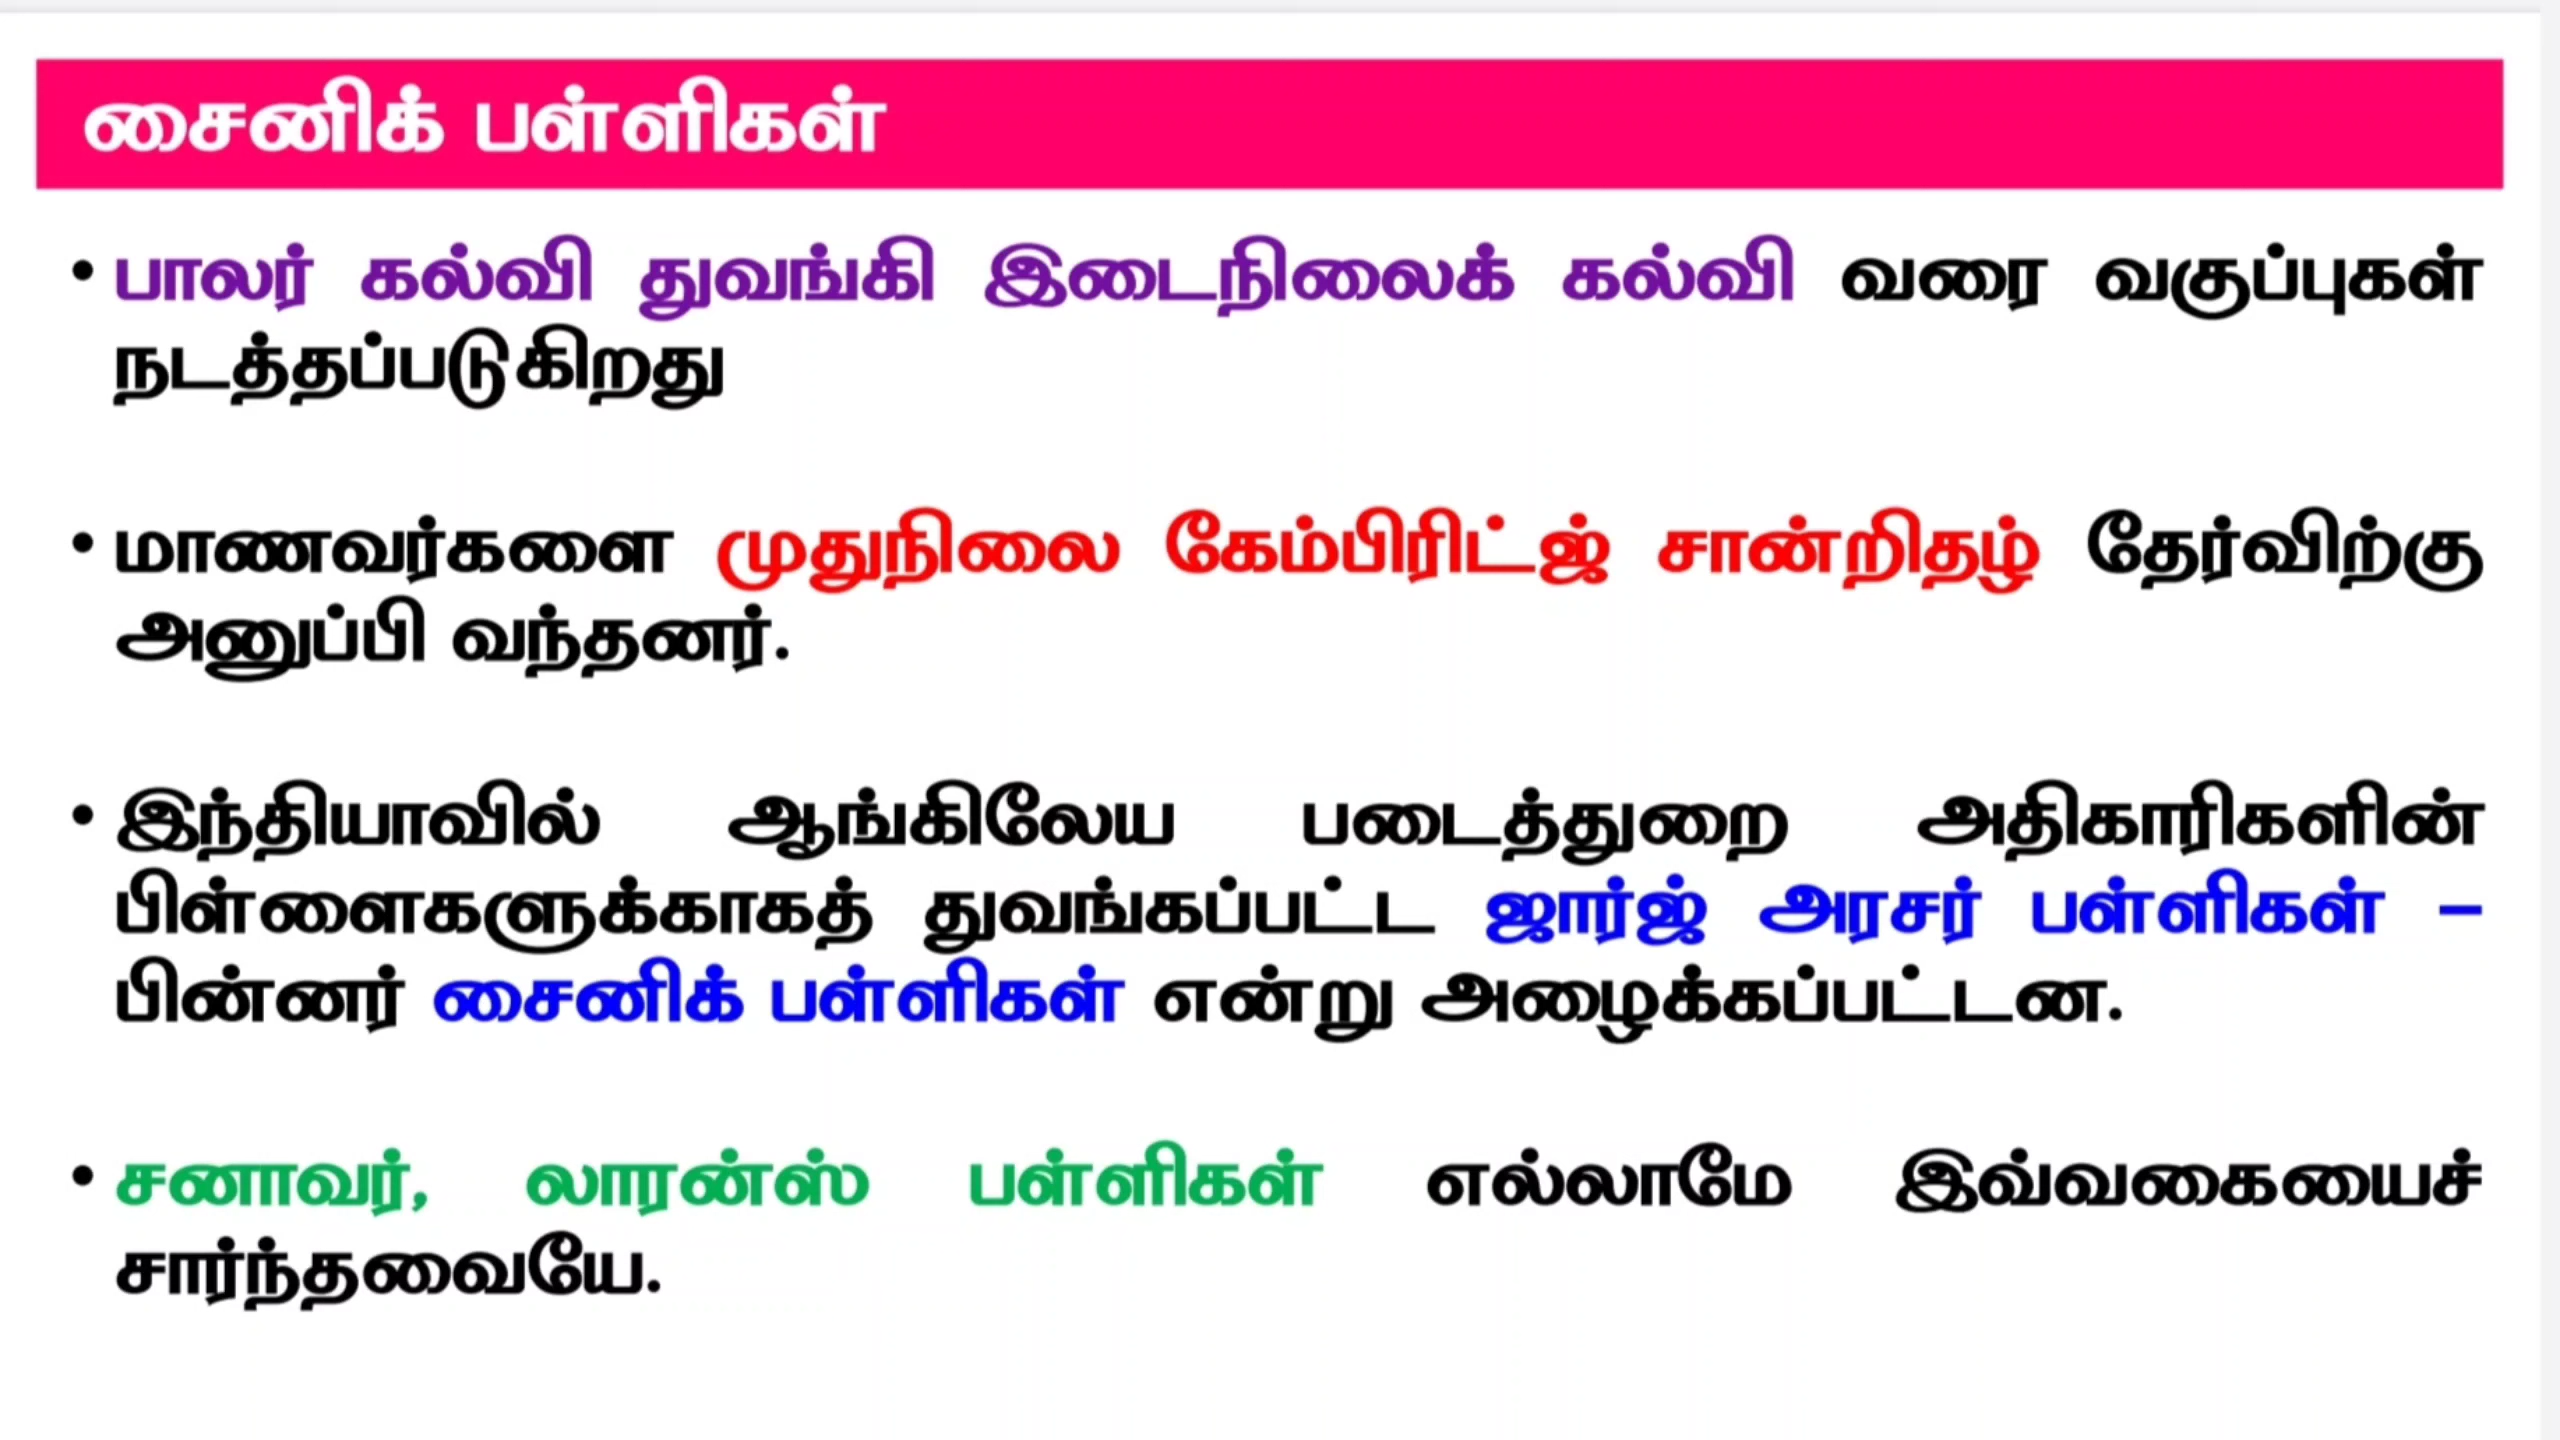 சைனிக் பள்ளிகள்
• பாலர் கல்வி துவங்கி இடைநிலைக் கல்வி வரை வகுப்புகள்
நடத்தப்படுகிறது
• மாணவர்களை முதுநிலை கேம்பிரிட்ஜ் சான்றிதழ் தேர்விற்கு
அனுப்பி வந்தனர்.
• இந்தியாவில் ஆங்கிலேய படைத்துறை அதிகாரிகளின்
பிள்ளைகளுக்காகத் துவங்கப்பட்ட ஜார்ஜ் அரசர் பள்ளிகள் –
பின்னர் சைனிக் பள்ளிகள் என்று அழைக்கப்பட்டன.
• சனாவர், லாரன்ஸ் பள்ளிகள் எல்லாமே இவ்வகையைச்
சார்ந்தவையே.